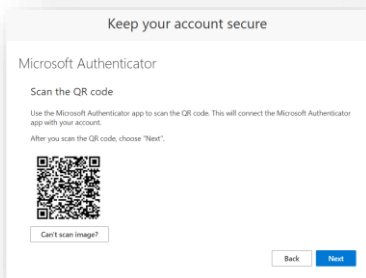 Keep your account secure
Microsoft Authenticator
Scan the QR code
Use the Microsoft Authenticator app to scan the QR code. This will connect the Microsoft Authenticator
app with your account.
After you scan the QR code, choose "Next".
Can't scan image?
Back Next